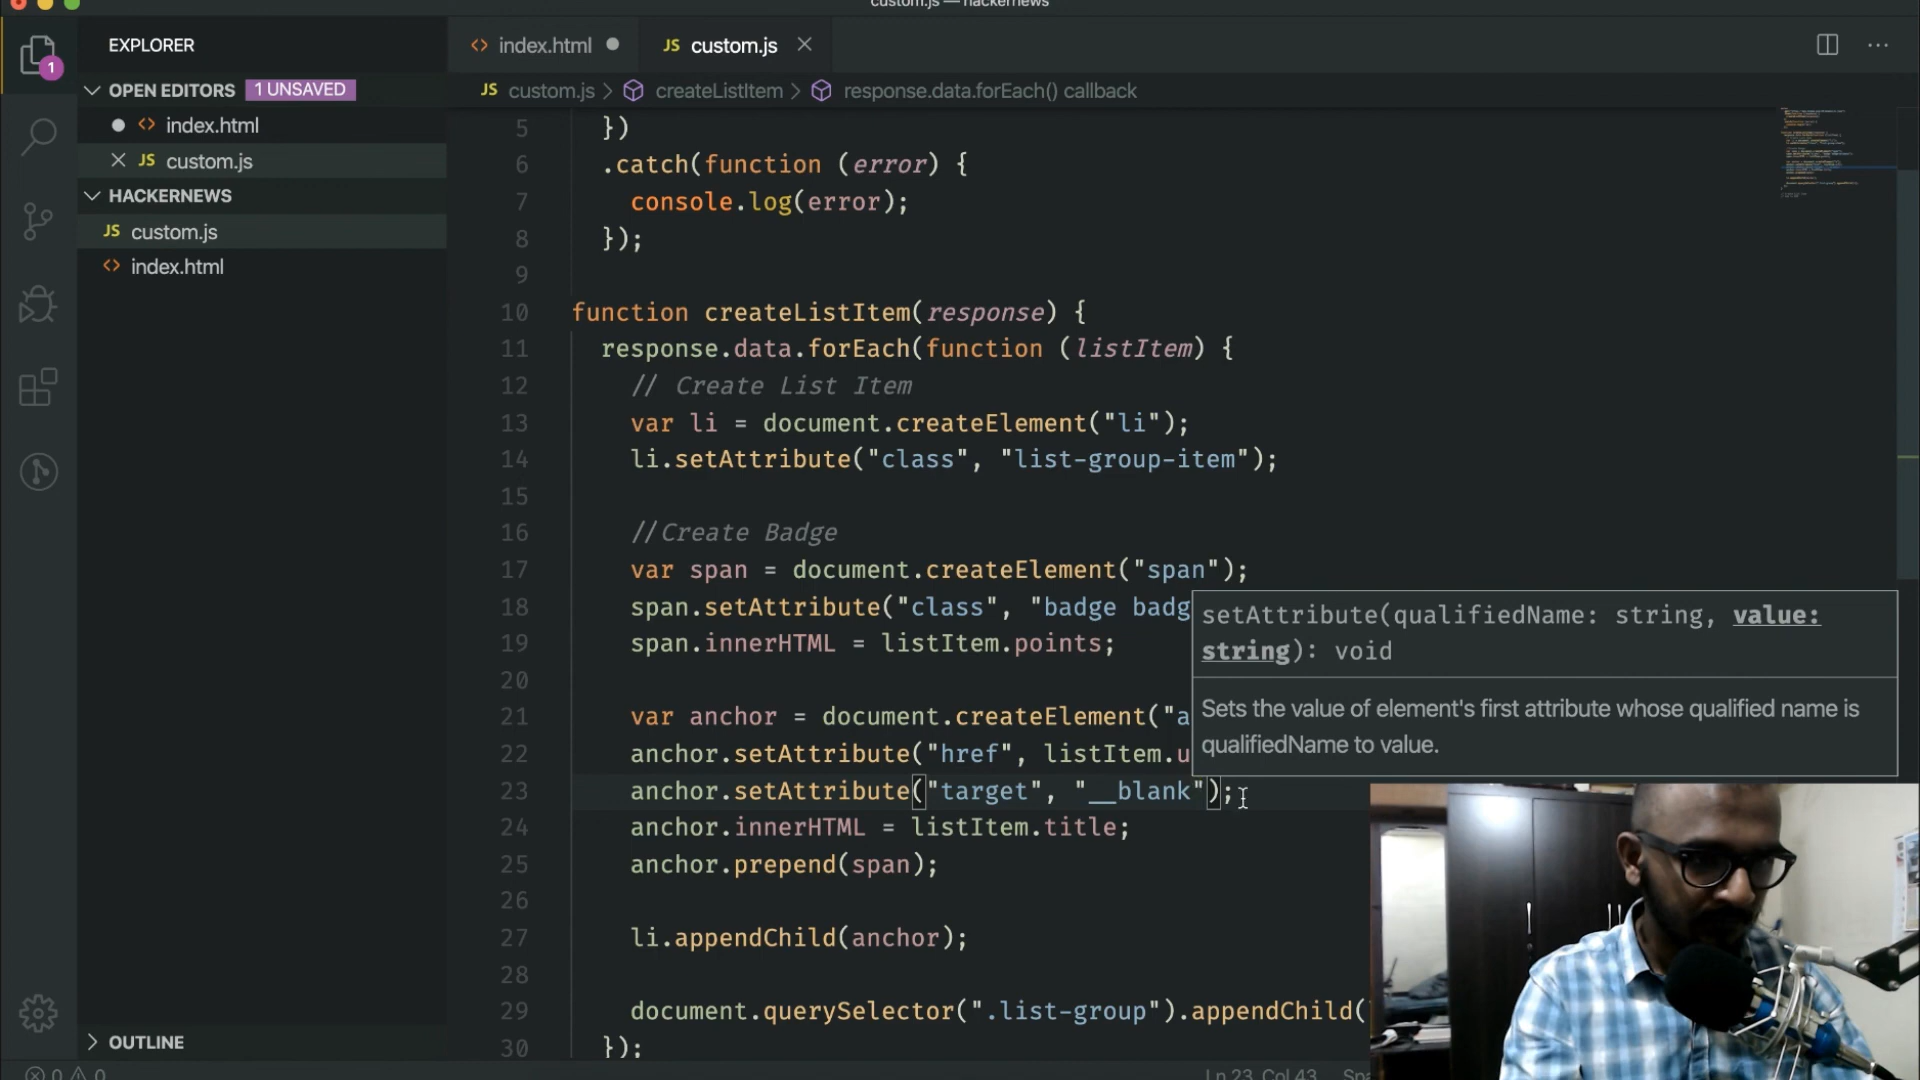 custom.js — hackernews
EXPLORER
index.html
JS custom.js
1
OPEN EDITORS 1 UNSAVED
JS custom.js > createListItem > response.data.forEach() callback
index.html
JS custom.js
HACKERNEWS
JS custom.js
index.html
5 })
6 .catch(function (error) {
7 console.log(error);
8 });
9
10 function createListItem(response) {
11 response.data.forEach(function (listItem) {
12 // Create List Item
13 var li = document.createElement("li");
14 li.setAttribute("class", "list-group-item");
15
16 //Create Badge
17 var span = document.createElement("span");
18 span.setAttribute("class", "badge badg
19 span.innerHTML = listItem.points;
20
21 var anchor = document.createElement("a
22 anchor.setAttribute("href", listItem.u
23 anchor.setAttribute("target", "__blank");
24 anchor.innerHTML = listItem.title;
25 anchor.prepend(span);
26
27 li.appendChild(anchor);
28
29 document.querySelector(".list-group").appendChild(
30 });
setAttribute(qualifiedName: string, value:
string): void
Sets the value of element's first attribute whose qualified name is
qualifiedName to value.
OUTLINE
0 0
Ln 23, Col 43